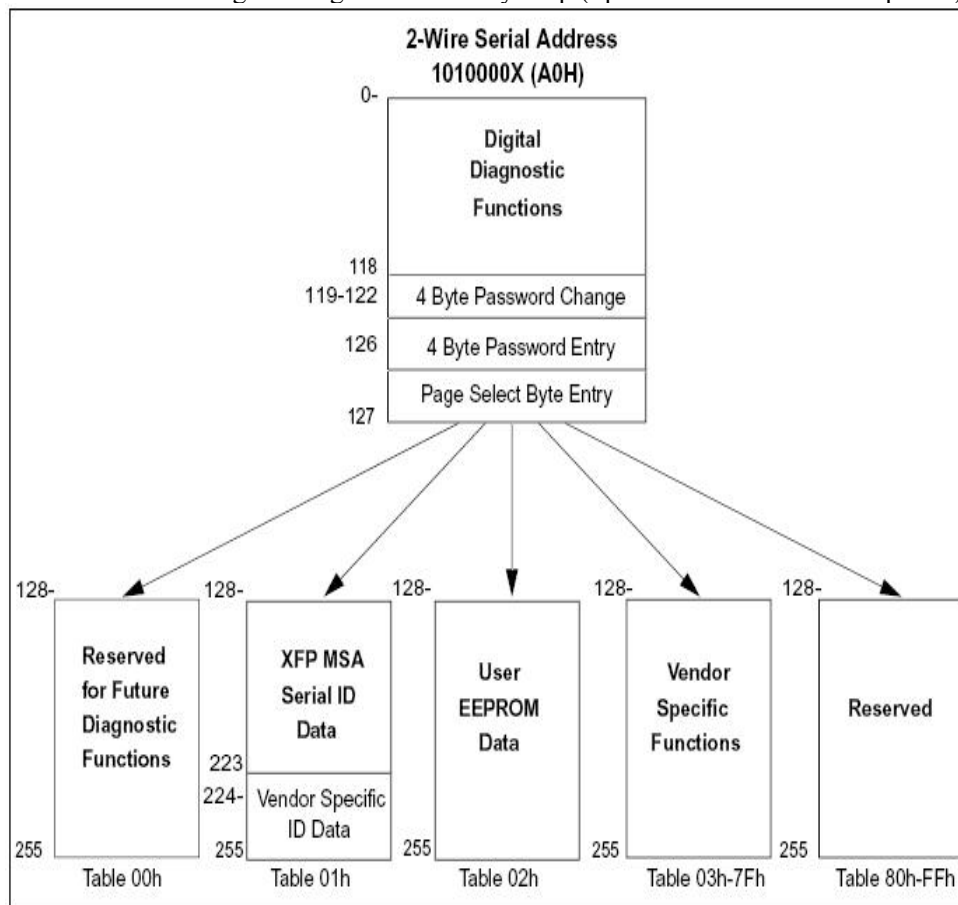 2-Wire Serial Address
1010000X (A0H)
0-
Digital
Diagnostic
Functions
118
119-122
4 Byte Password Change
126
4 Byte Password Entry
Page Select Byte Entry
127
128-
128-
128-
128-
128-
Reserved
for Future
Diagnostic
Functions
XFP MSA
Serial ID
Data
User
EEPROM
Data
Vendor
Specific
Functions
Reserved
223
224-
Vendor Specific
ID Data
255
255
255
255
255
Table 00h
Table 01h
Table 02h
Table 03h-7Fh
Table 80h-FFh